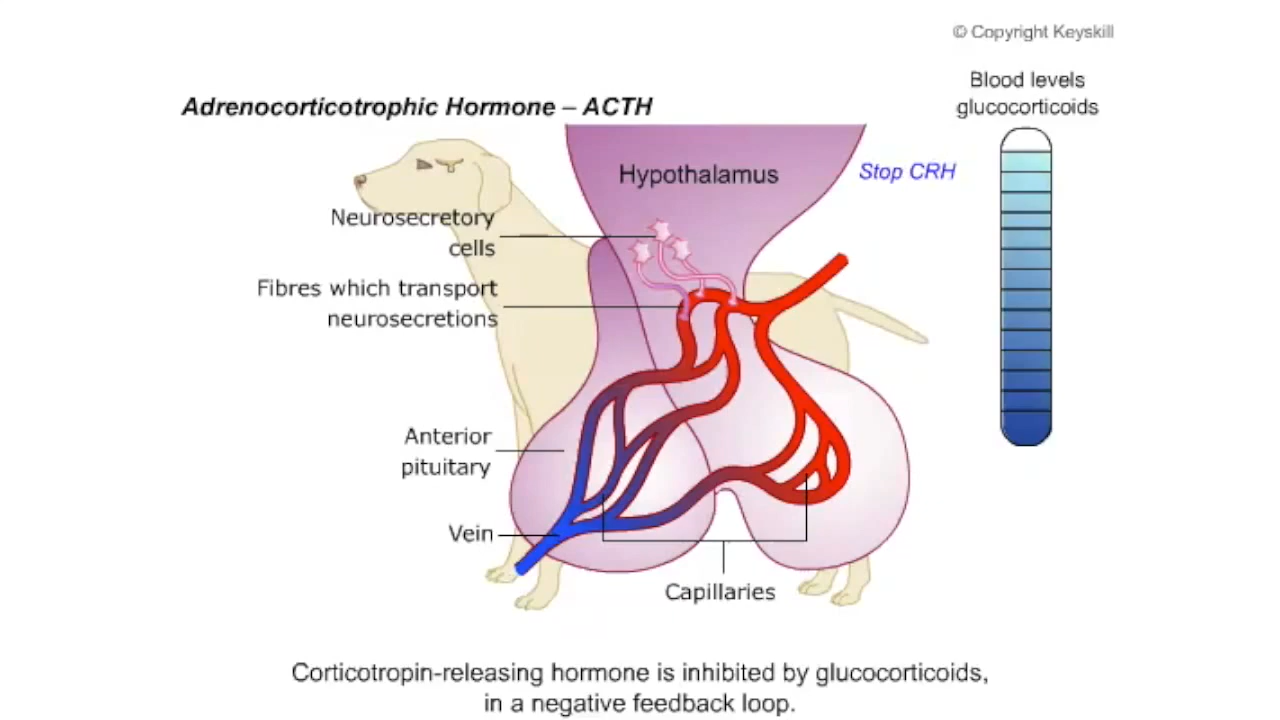 © Copyright Keyskill
Blood levels
glucocorticoids
Adrenocorticotrophic Hormone – ACTH
Hypothalamus
Stop CRH
Neurosecretory
cells
Fibres which transport
neurosecretions
Anterior
pituitary
Vein
Capillaries
Corticotropin-releasing hormone is inhibited by glucocorticoids,
in a negative feedback loop.